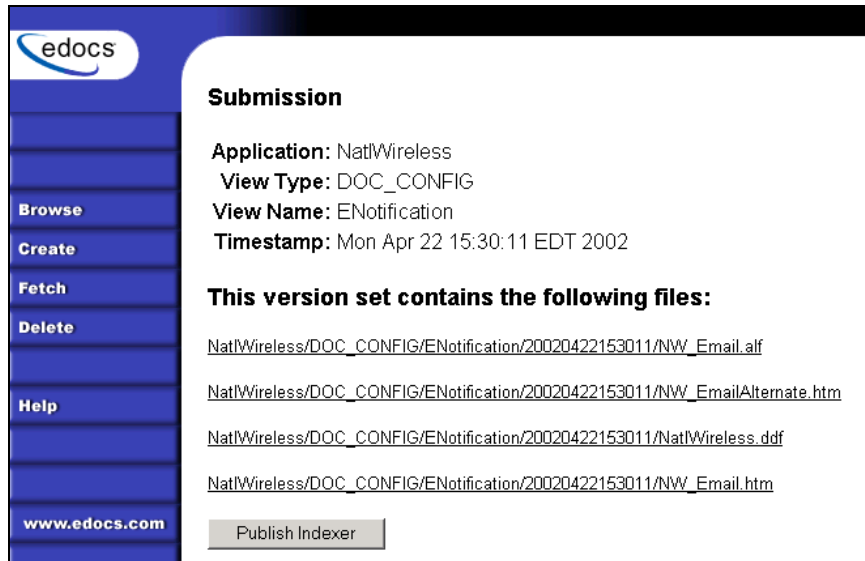 edocs
Submission
Application: NatlWireless
View Type: DOC_CONFIG
View Name: ENotification
Timestamp: Mon Apr 22 15:30:11 EDT 2002
This version set contains the following files:
NatlWireless/DOC_CONFIG/ENotification/20020422153011/NW_Email.alf
NatlWireless/DOC_CONFIG/ENotification/20020422153011/NW_EmailAlternate.htm
NatlWireless/DOC_CONFIG/ENotification/20020422153011/NatlWireless.ddf
NatlWireless/DOC_CONFIG/ENotification/20020422153011/NW_Email.htm
Publish Indexer
Browse
Create
Fetch
Delete
Help
www.edocs.com